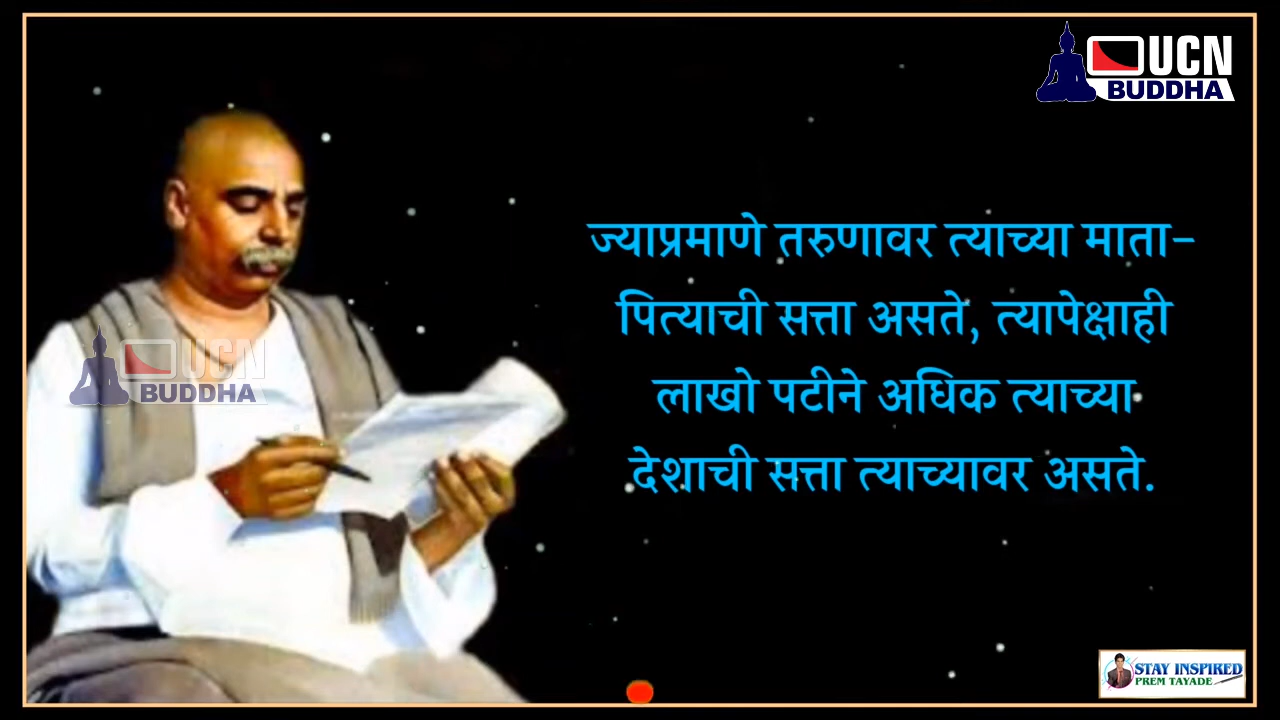 UCN
BUDDHA
ज्याप्रमाणे तरुणावर त्याच्या माता-
पित्याची सत्ता असते, त्यापेक्षाही
लाखो पटीने अधिक त्याच्या
देशाची सत्ता त्याच्यावर असते.
UCN
BUDDHA
STAY INSPIRED
PREM TAYADE